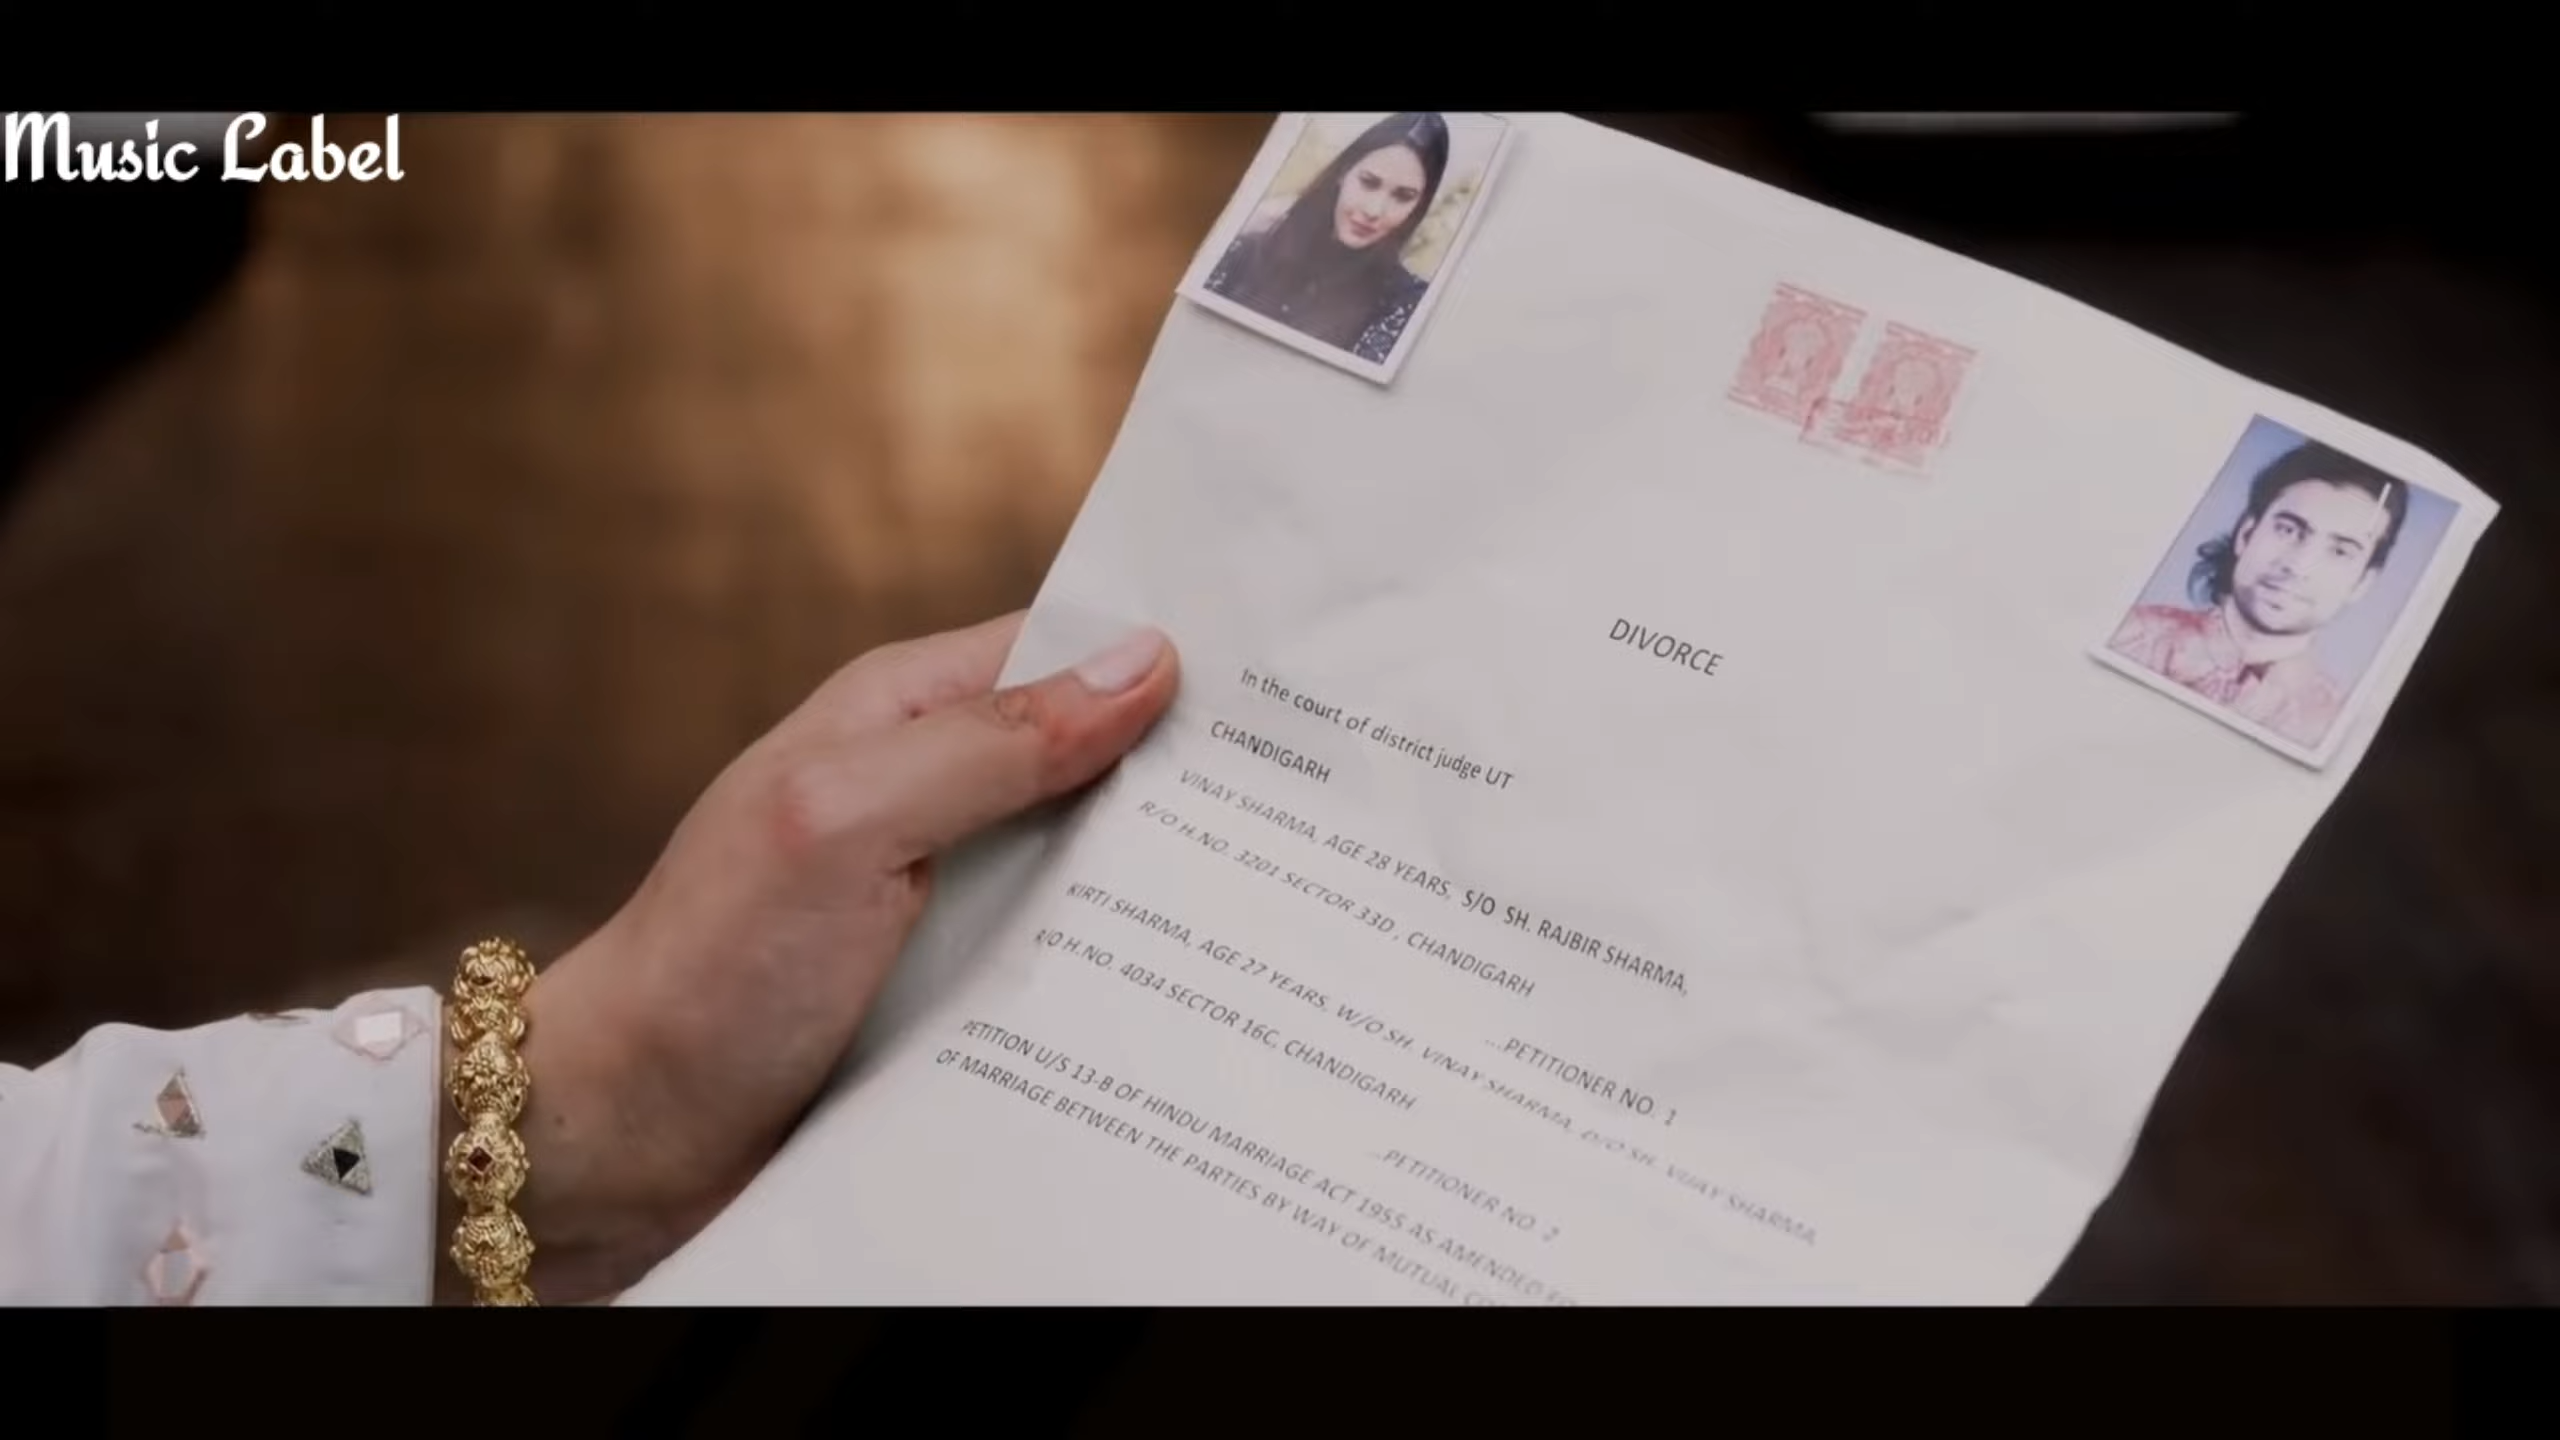 Music Label
DIVORCE
In the court of district judge UT
CHANDIGARH
VINAY SHARMA, AGE 28 YEARS, S/O SH. RAJBIR SHARMA,
R/O H.NO. 3201 SECTOR 33D, CHANDIGARH
...PETITIONER NO. 1
KIRTI SHARMA, AGE 27 YEARS, W/O SH. VINAY SHARMA, D/O SH. VIJAY SHARMA
R/O H.NO. 4034 SECTOR 16C, CHANDIGARH
...PETITIONER NO. 2
PETITION U/S 13-B OF HINDU MARRIAGE ACT 1955 AS AMENDED
OF MARRIAGE BETWEEN THE PARTIES BY WAY OF MUTUAL